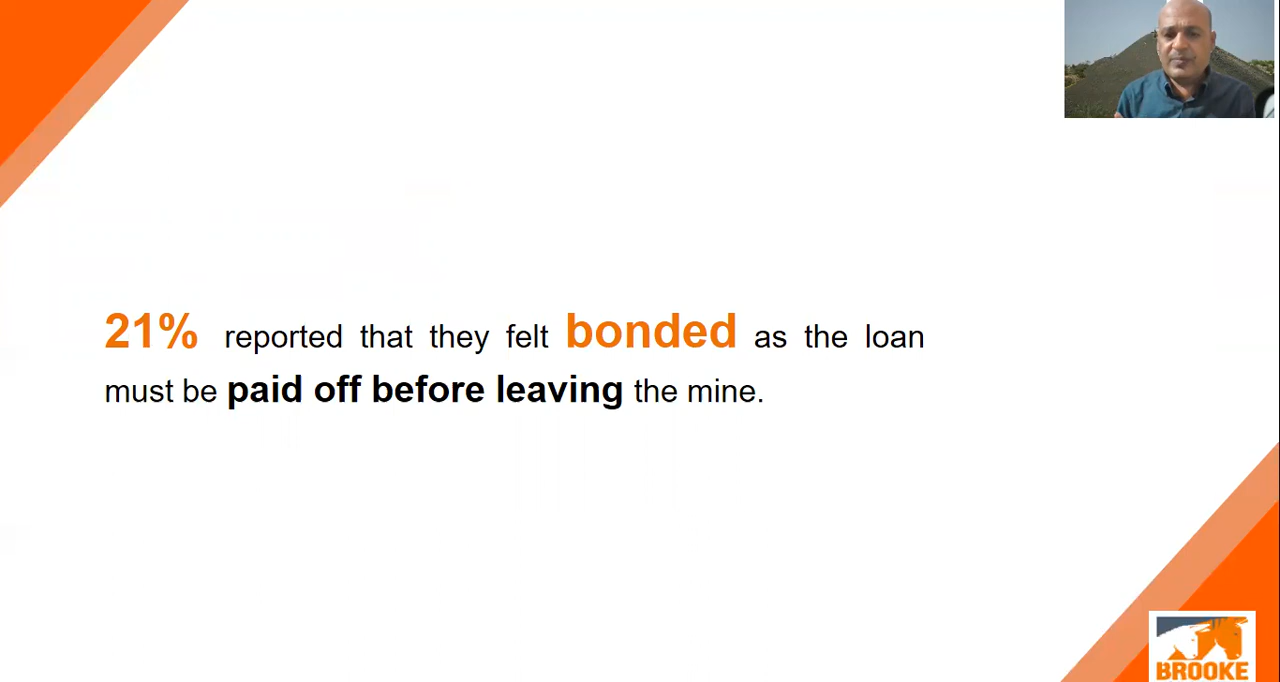 21% reported that they felt bonded as the loan
must be paid off before leaving the mine.
BROOKE